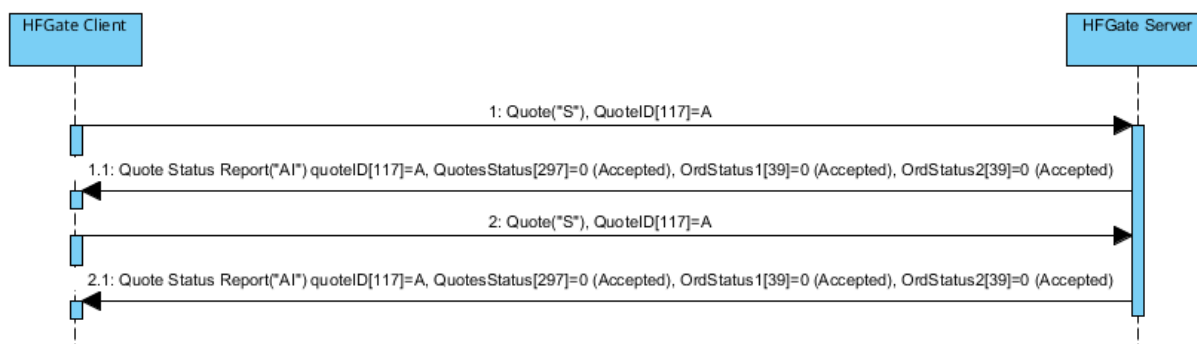 HFGate Client
HFGate Server
1: Quote("S"), QuoteID[117]=A
1.1: Quote Status Report("AI") quoteID[117]=A, QuotesStatus[297]=0 (Accepted), OrdStatus1[39]=0 (Accepted), OrdStatus2[39]=0 (Accepted)
2: Quote("S"), QuoteID[117]=A
2.1: Quote Status Report("AI") quoteID[117]=A, QuotesStatus[297]=0 (Accepted), OrdStatus1[39]=0 (Accepted), OrdStatus2[39]=0 (Accepted)